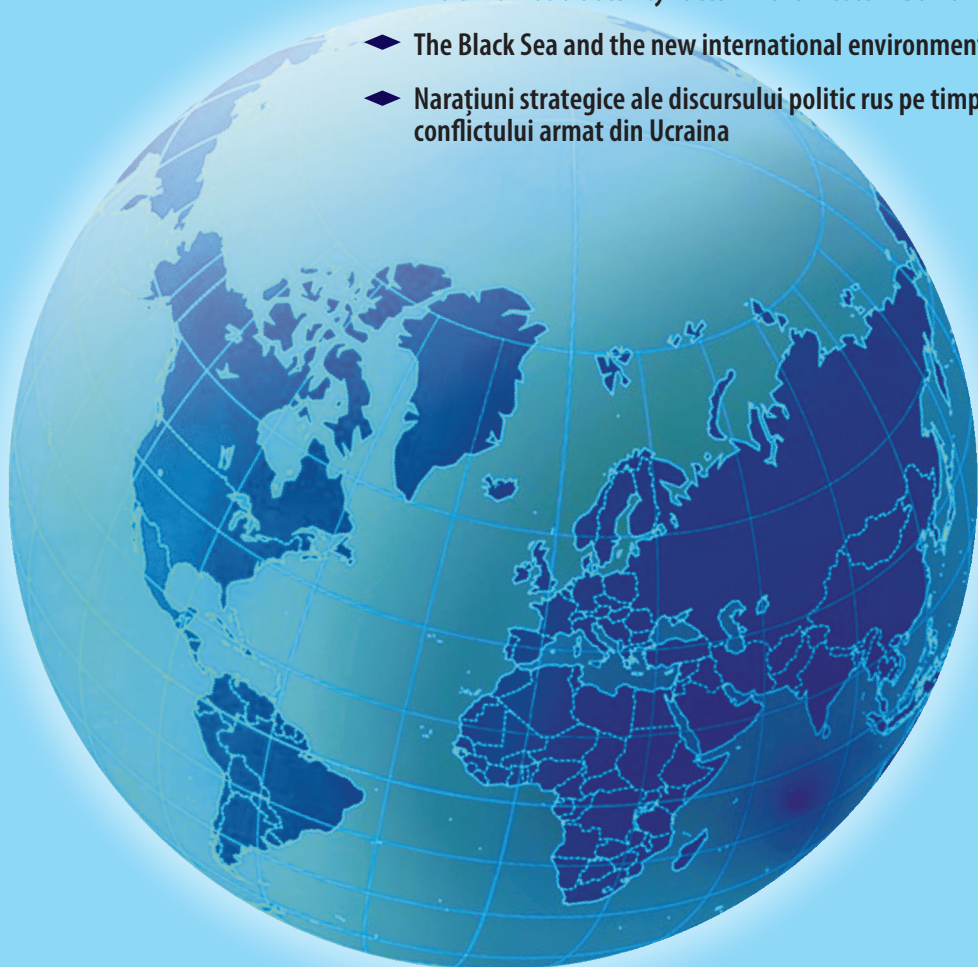 The Black Sea and the new international environment
Narațiuni strategice ale discursului politic rus pe timp
conflictului armat din Ucraina